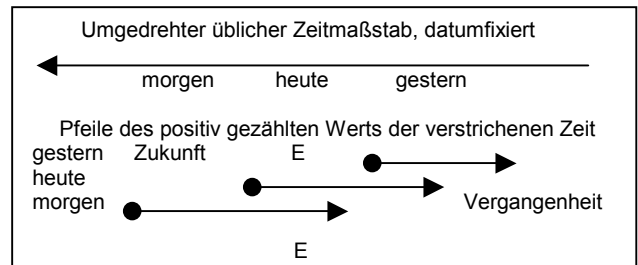 Umgedrehter üblicher Zeitmaßstab, datumfixiert
morgen heute gestern
Pfeile des positiv gezählten Werts der verstrichenen Zeit
gestern Zukunft E
heute
morgen Vergangenheit
E